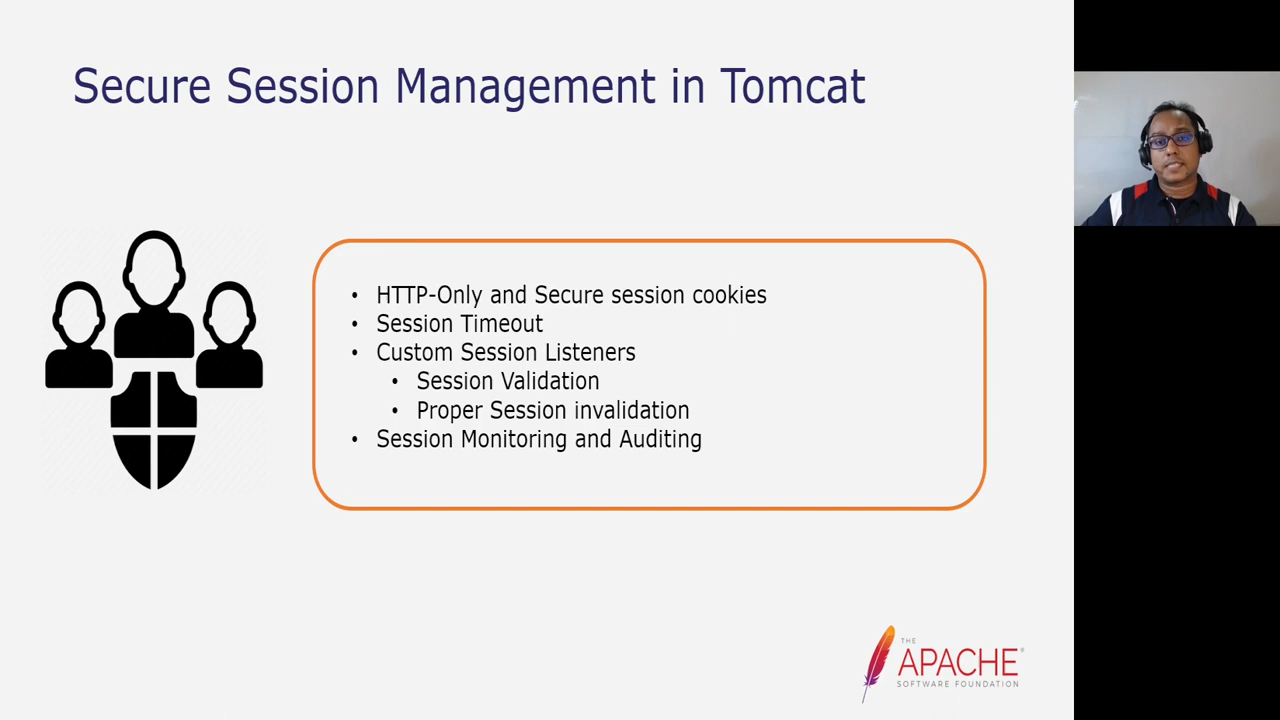 Secure Session Management in Tomcat
• HTTP-Only and Secure session cookies
• Session Timeout
• Custom Session Listeners
• Session Validation
• Proper Session invalidation
• Session Monitoring and Auditing
THE
APACHE®
SOFTWARE FOUNDATION